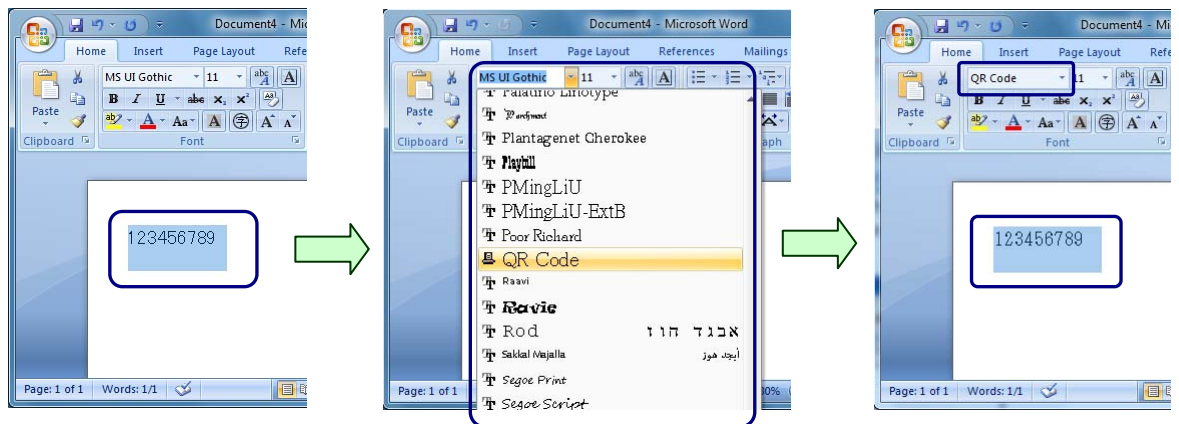 Document4 - Mic
Home Insert Page Layout Refe
MS UI Gothic 11
Paste
B I U abe X₂ X²
Aa A A
Clipboard Font
123456789
Page: 1 of 1 Words: 1/1
Document4 - Microsoft Word
Home Insert Page Layout References Mailings
MS UI Gothic 11
Paste
Clipboard aph
Palatino Linotype
Parchment
Plantagenet Cherokee
Playbill
PMingLiU
PMingLiU-ExtB
Poor Richard
QR Code
Raavi
Ravie
Rod אבגד הוז
Sakkal Majalla أبجد هوز
Segoe Print
Segoe Script
Page: 1 of 1 80%
Document4 - Mi
Home Insert Page Layout Refe
QR Code 11
Paste
B I U abe X₂ X²
Aa A A
Clipboard Font
123456789
Page: 1 of 1 Words: 1/1